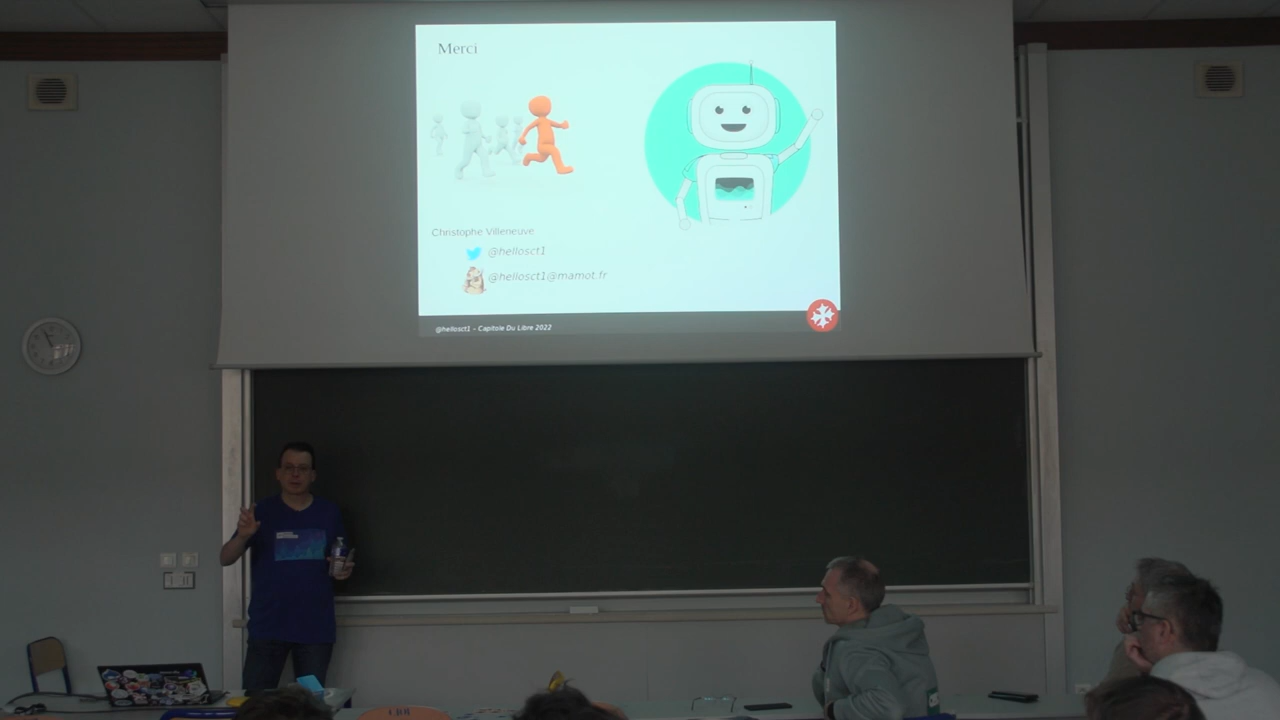 Merci
Christophe Villeneuve
@hellosct1
@hellosct1@mamot.fr
@hellosct1 - Capitole Du Libre 2022